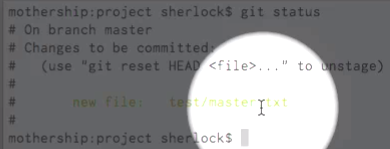 mothership:project sherlock$ git status
# On branch master
# Changes to be committed:
#   (use "git reset HEAD <file>..." to unstage)
#
#       new file:   test/master.txt
#
mothership:project sherlock$